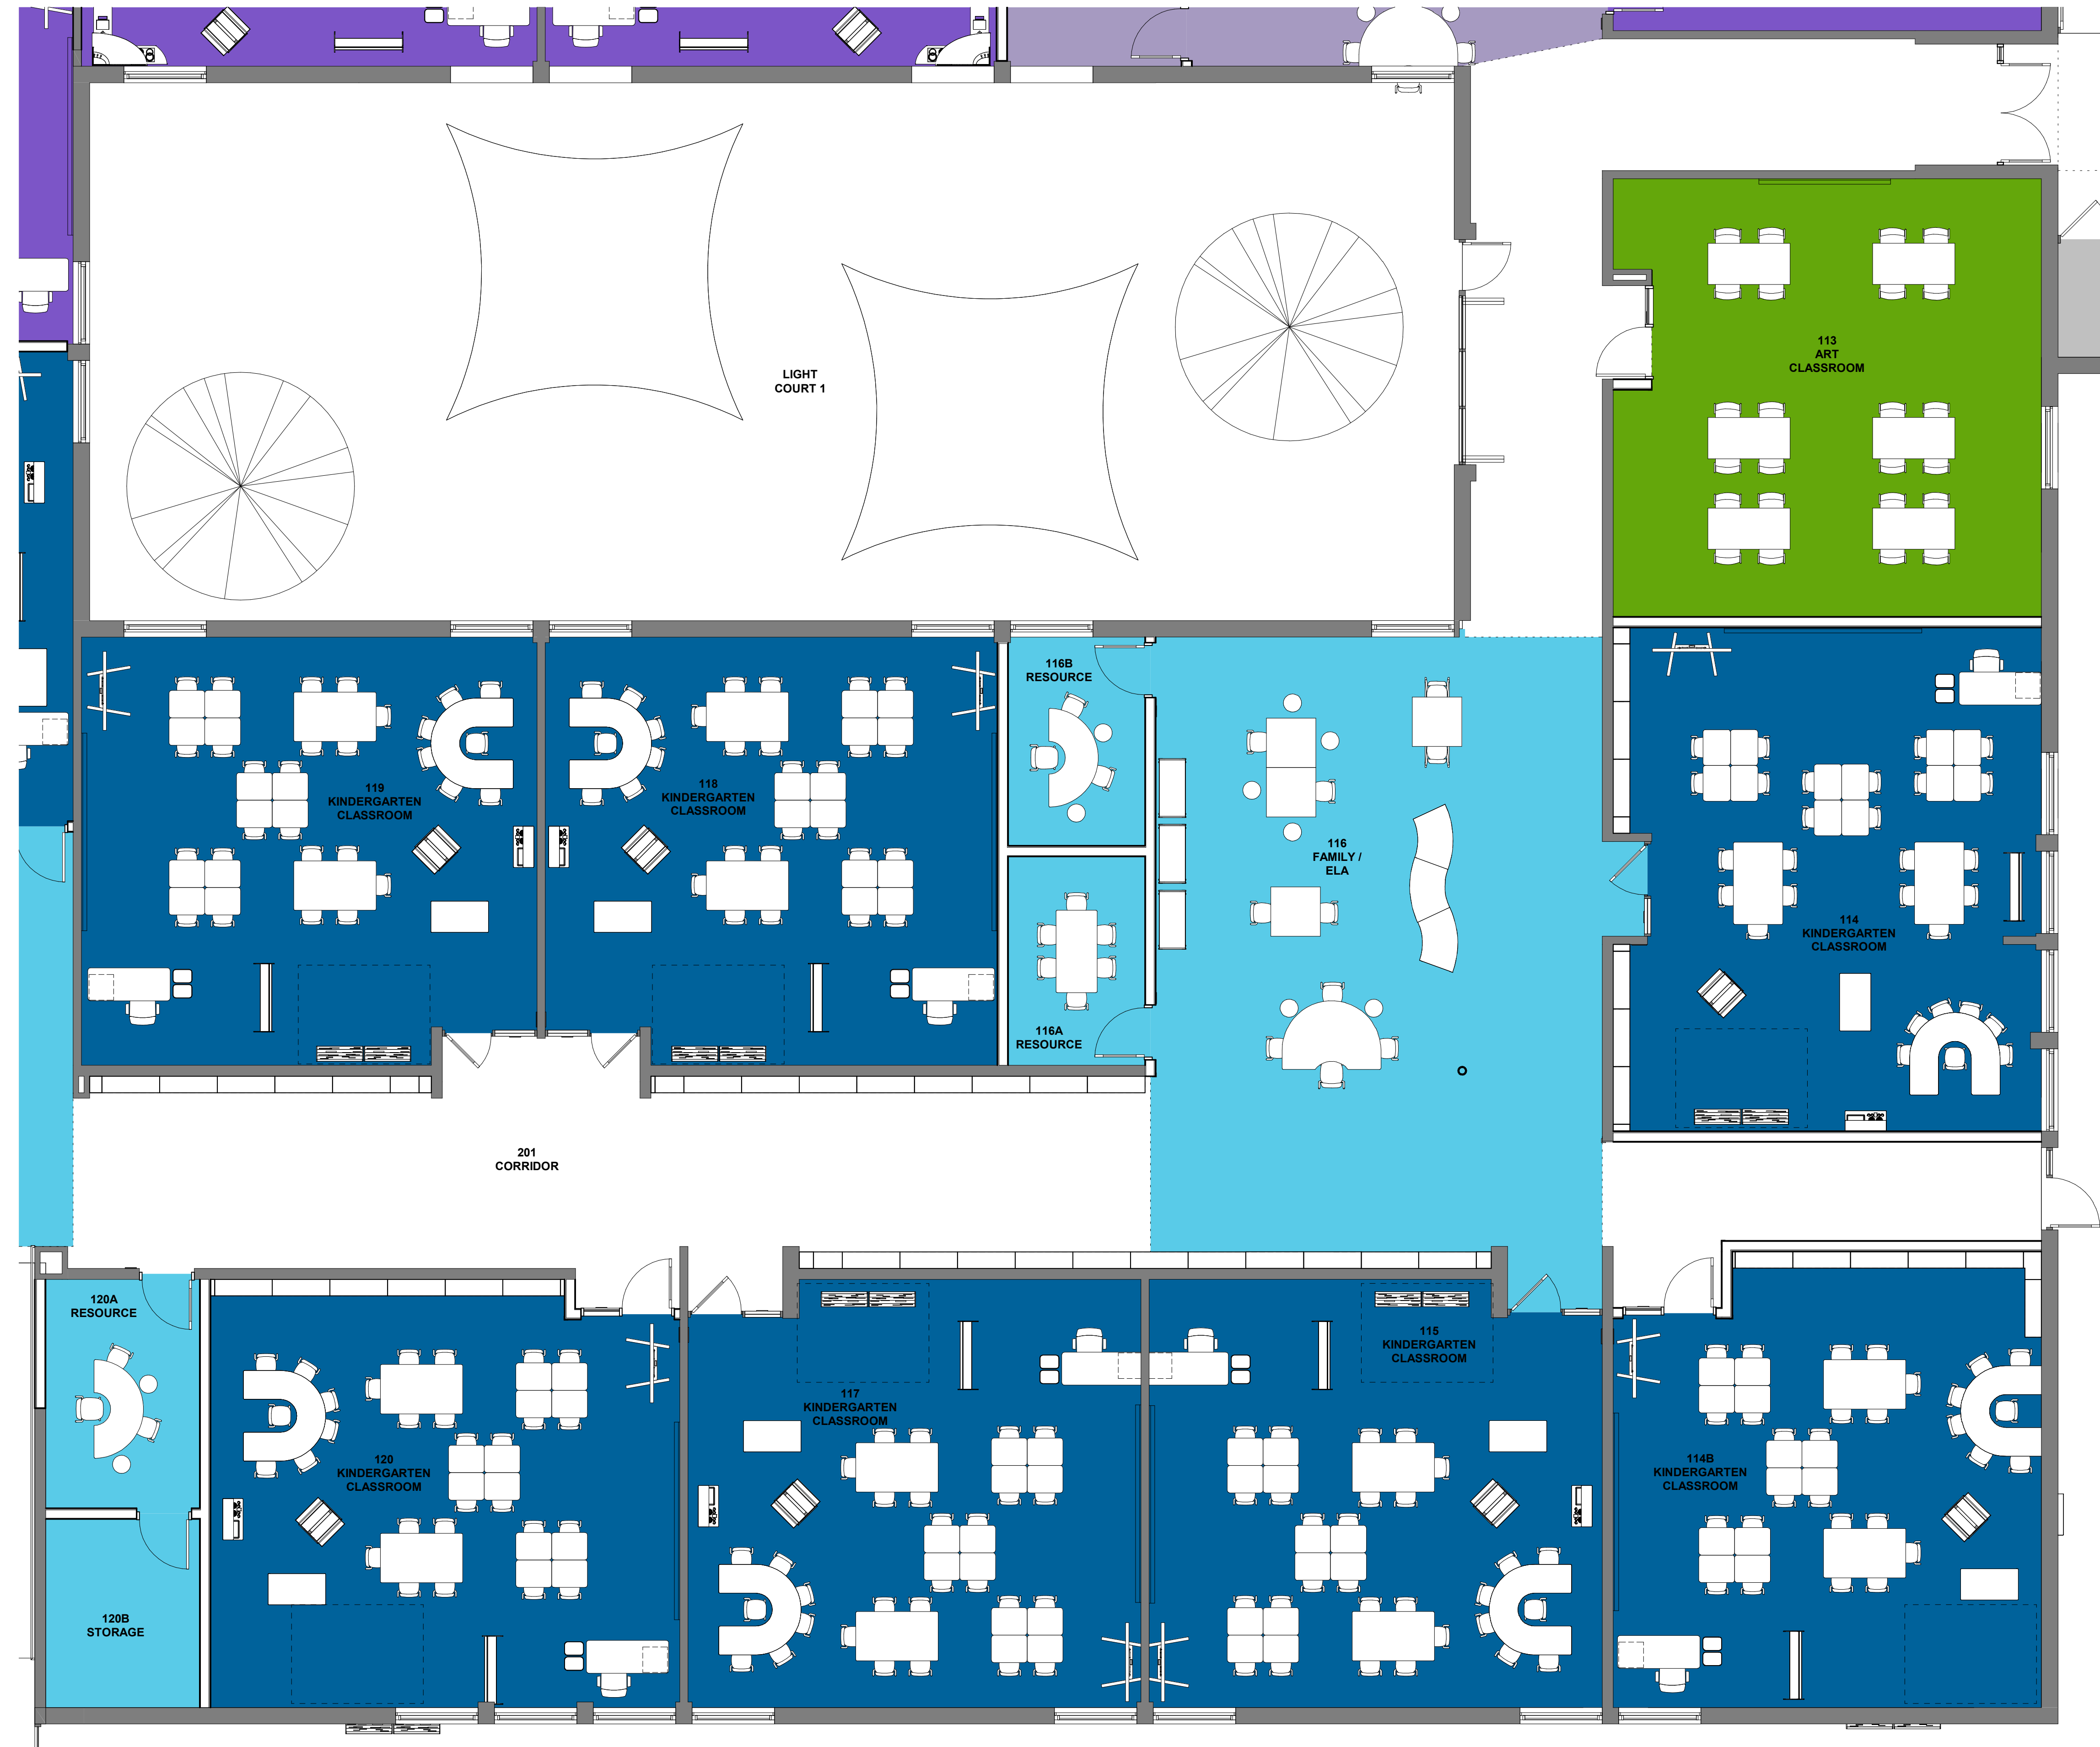 LIGHT
COURT 1
113
ART
CLASSROOM
116B
RESOURCE
119
KINDERGARTEN
CLASSROOM
118
KINDERGARTEN
CLASSROOM
116
FAMILY /
ELA
114
KINDERGARTEN
CLASSROOM
116A
RESOURCE
201
CORRIDOR
120A
RESOURCE
115
KINDERGARTEN
CLASSROOM
117
KINDERGARTEN
CLASSROOM
120
KINDERGARTEN
CLASSROOM
114B
KINDERGARTEN
CLASSROOM
120B
STORAGE